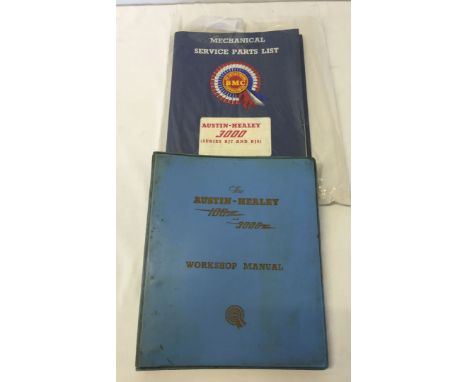 MECHANICAL
SERVICE PARTS LIST
BMC
AUSTIN-HEALEY
3000
(SERIES BJ7 AND BJ8)
The
AUSTIN-HEALEY
100
3000
WORKSHOP MANUAL